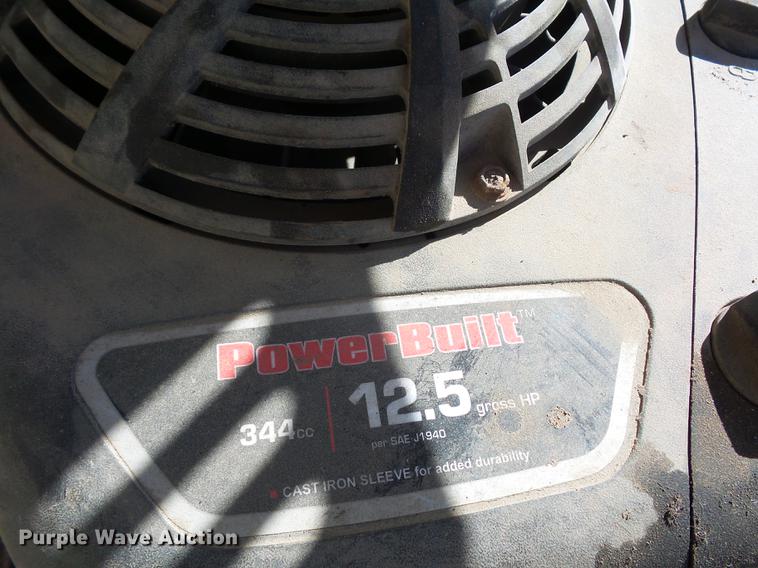 PowerBuilt™
344cc 12.5 gross HP
per SAE J1940
CAST IRON SLEEVE for added durability
Purple Wave Auction